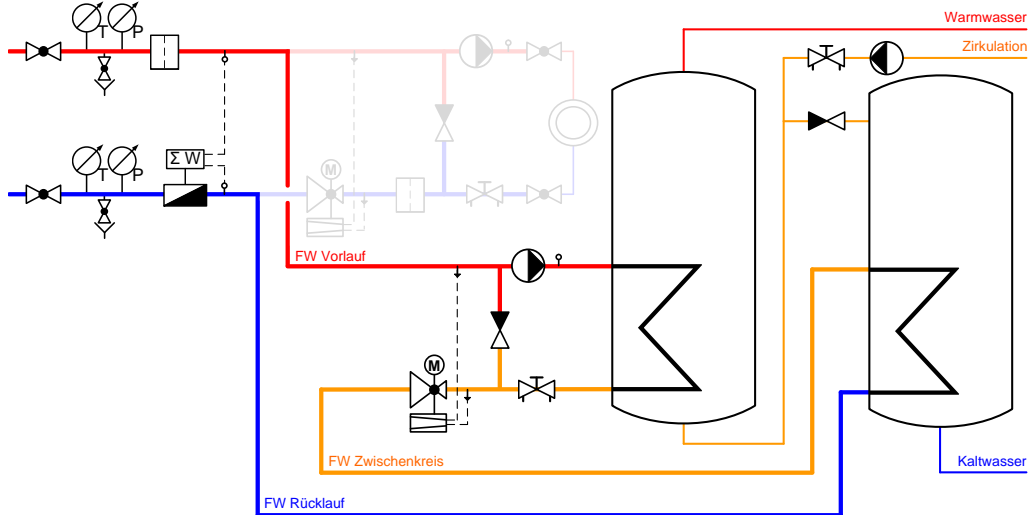 Warmwasser
T
P
Zirkulation
Σ W
T
P
M
FW Vorlauf
M
FW Zwischenkreis
Kaltwasser
FW Rücklauf